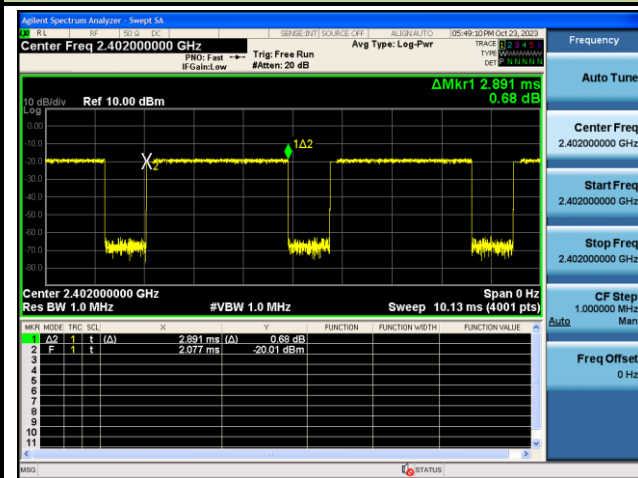 Agilent Spectrum Analyzer - Swept SA
RL RF 50 Ω DC SENSE:INT SOURCE OFF ALIGN AUTO 05:49:10 PM Oct 23, 2023
Center Freq 2.402000000 GHz
PNO: Fast
IFGain:Low
Trig: Free Run
#Atten: 20 dB
Avg Type: Log-Pwr
TRACE 1 2 3 4 5 6
TYPE
DET P N N N N N
ΔMkr1 2.891 ms
0.68 dB
10 dB/div Ref 10.00 dBm
Log
0.00
-10.0
-20.0
-30.0
-40.0
-50.0
-60.0
-70.0
-80.0
1Δ2
X2
Center 2.402000000 GHz Span 0 Hz
Res BW 1.0 MHz #VBW 1.0 MHz Sweep 10.13 ms (4001 pts)
MKR MODE TRC SCL X Y FUNCTION FUNCTION WIDTH FUNCTION VALUE
1 Δ2 1 t (Δ) 2.891 ms (Δ) 0.68 dB
2 F 1 t 2.077 ms -20.01 dBm
3
4
5
6
7
8
9
10
11
MSG STATUS
Frequency
Auto Tune
Center Freq
2.402000000 GHz
Start Freq
2.402000000 GHz
Stop Freq
2.402000000 GHz
CF Step
1.000000 MHz
Auto Man
Freq Offset
0 Hz